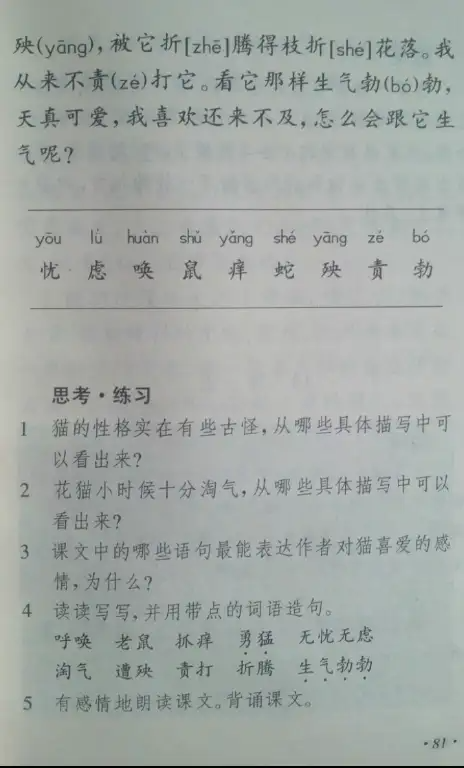 殃(yāng)，被它折[zhē]腾得枝折[shé]花落。我
从来不责(zé)打它。看它那样生气勃(bó)勃，
天真可爱，我喜欢还来不及，怎么会跟它生
气呢？
yōu lǜ huàn shǔ yǎng shé yāng zé bó
忧 虑 唤 鼠 痒 蛇 殃 责 勃
思考·练习
1 猫的性格实在有些古怪，从哪些具体描写中可
以看出来？
2 花猫小时候十分淘气，从哪些具体描写中可以
看出来？
3 课文中的哪些语句最能表达作者对猫喜爱的感
情，为什么？
4 读读写写，并用带点的词语造句。
呼唤 老鼠 抓痒 勇猛 无忧无虑
淘气 遭殃 责打 折腾 生气勃勃
5 有感情地朗读课文。背诵课文。
·81·